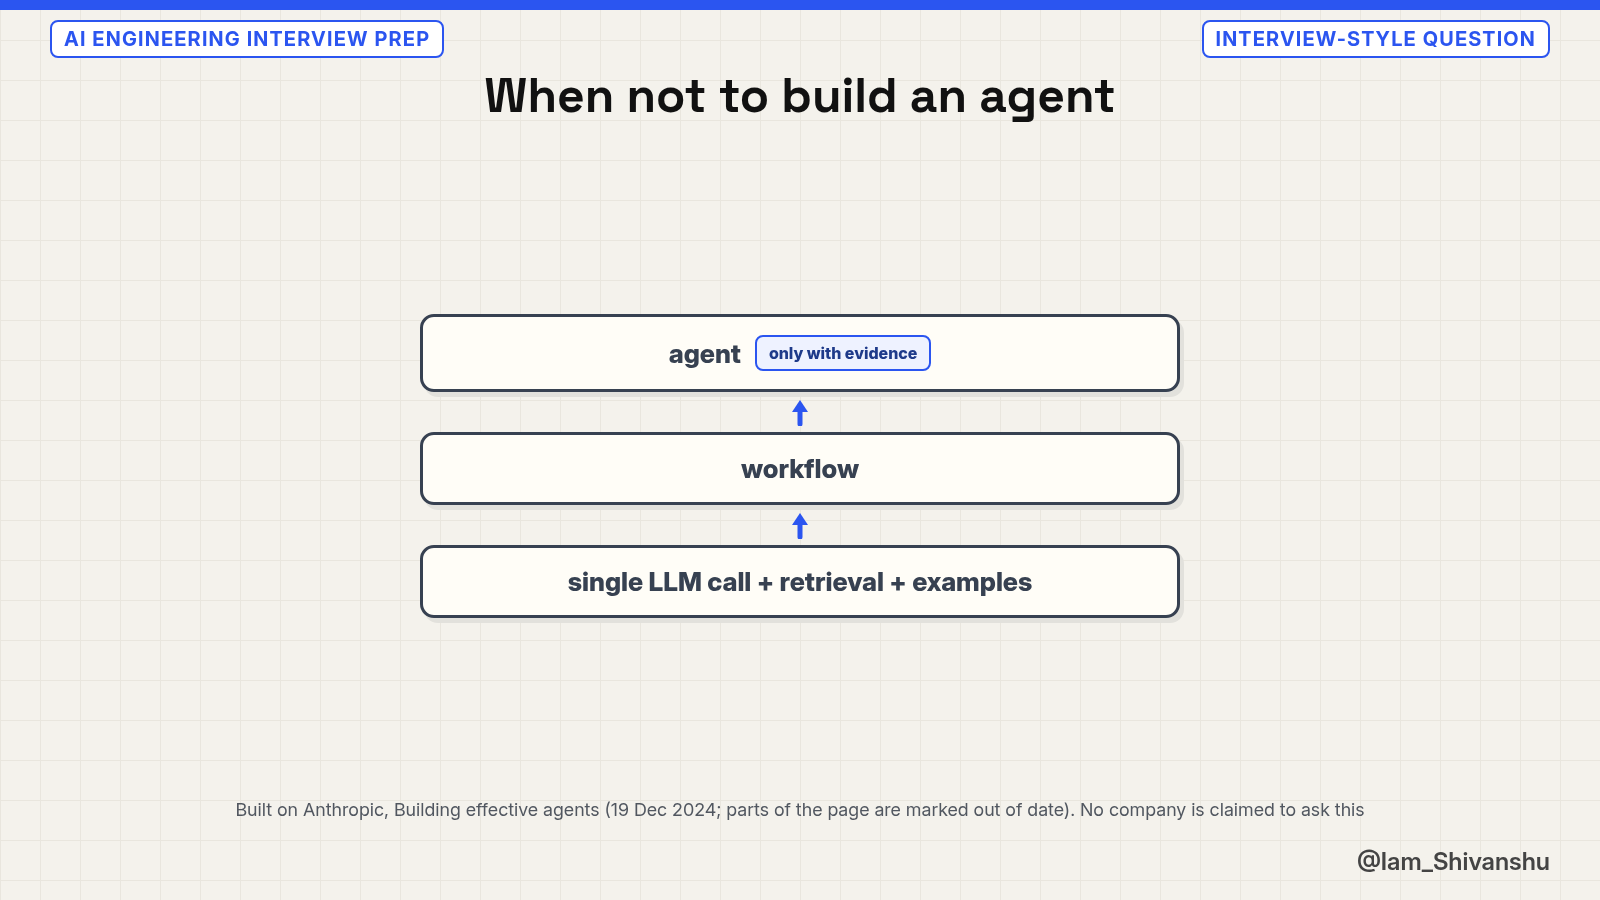 AI ENGINEERING INTERVIEW PREP
INTERVIEW-STYLE QUESTION
When not to build an agent
agent only with evidence
workflow
single LLM call + retrieval + examples
Built on Anthropic, Building effective agents (19 Dec 2024; parts of the page are marked out of date). No company is claimed to ask this
@Iam_Shivanshu